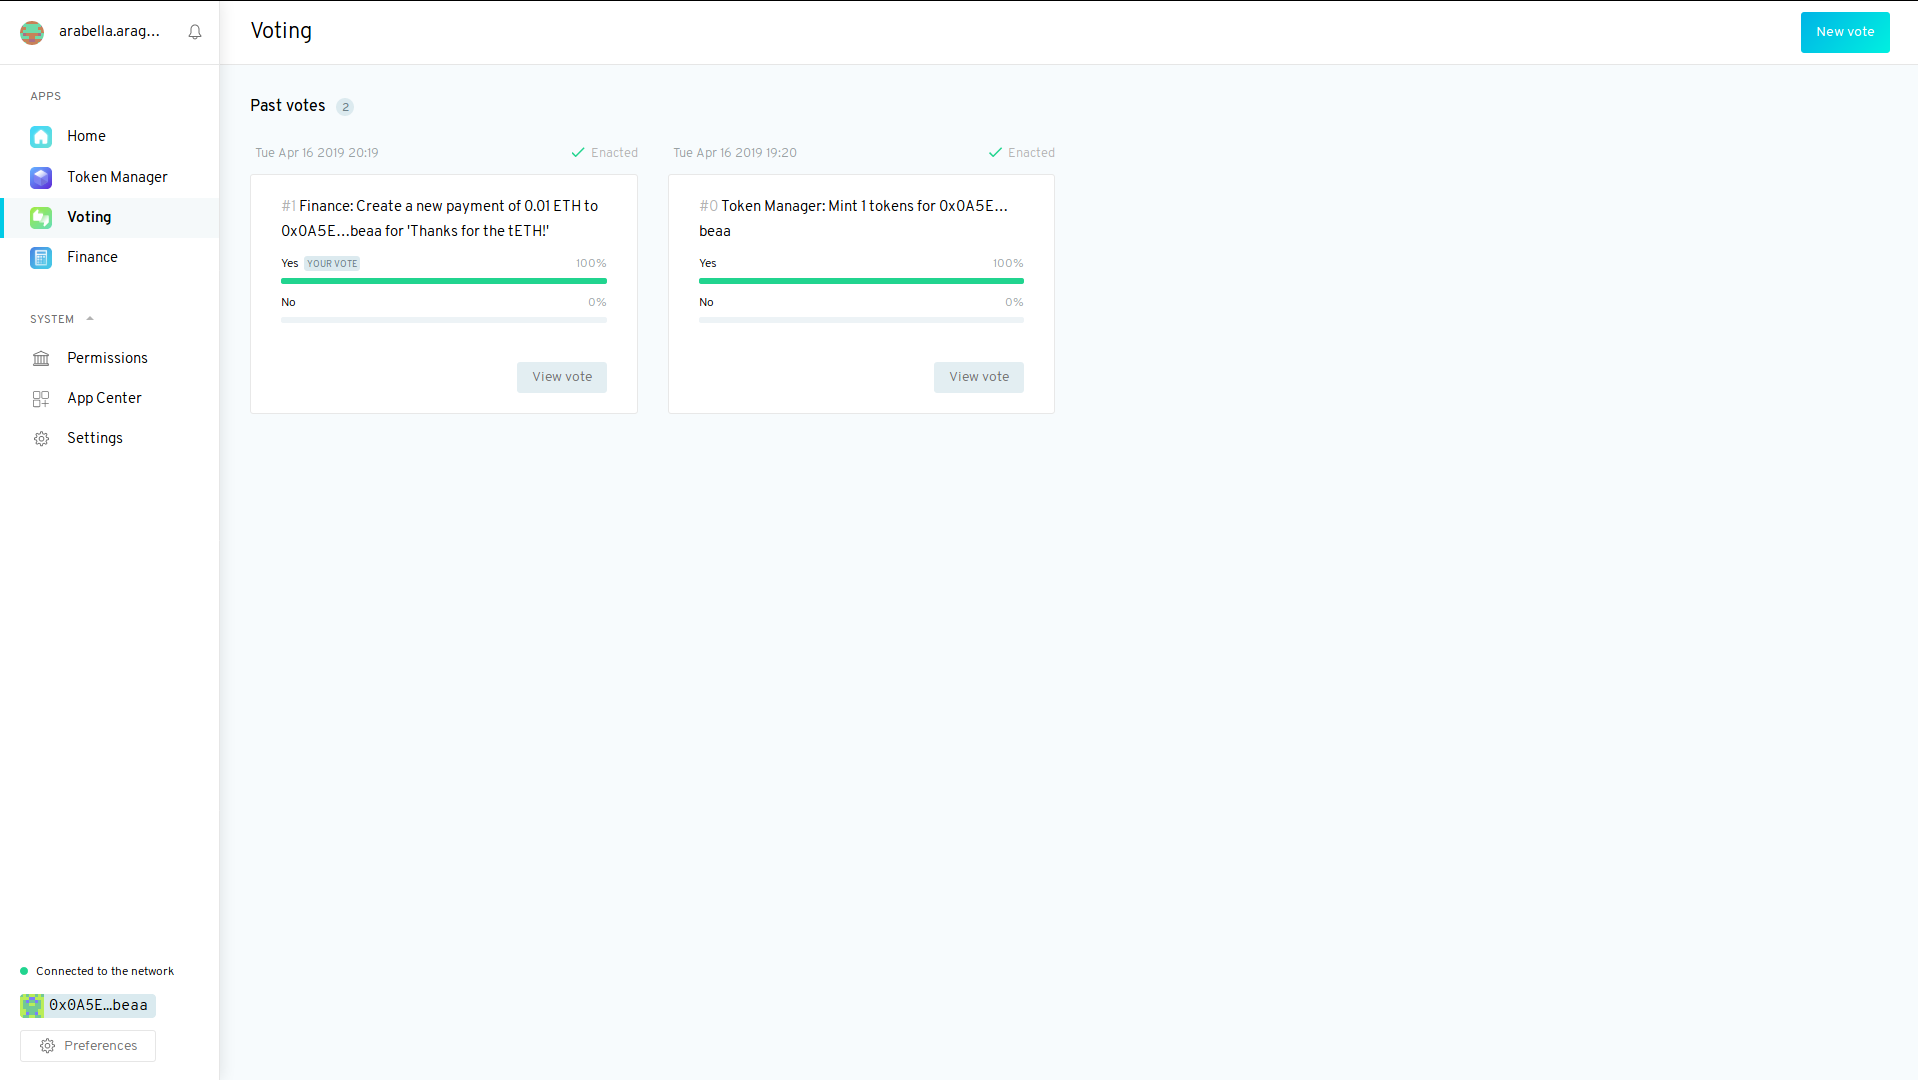 arabella.arag...
Voting
New vote
APPS
Home
Token Manager
Voting
Finance
SYSTEM
Permissions
App Center
Settings
Past votes 2
Tue Apr 16 2019 20:19
Enacted
#1 Finance: Create a new payment of 0.01 ETH to
0x0A5E…beaa for 'Thanks for the tETH!'
Yes YOUR VOTE 100%
No 0%
View vote
Tue Apr 16 2019 19:20
Enacted
#0 Token Manager: Mint 1 tokens for 0x0A5E…
beaa
Yes 100%
No 0%
View vote
Connected to the network
0x0A5E…beaa
Preferences